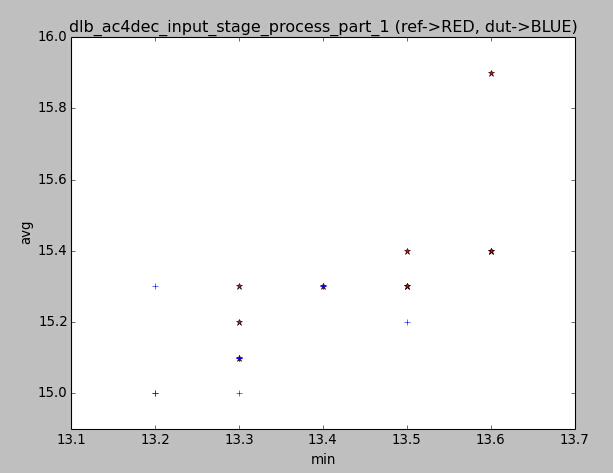 dlb_ac4dec_input_stage_process_part_1 (ref->RED, dut->BLUE)
16.0
15.8
15.6
15.4
15.2
15.0
avg
13.1 13.2 13.3 13.4 13.5 13.6 13.7
min